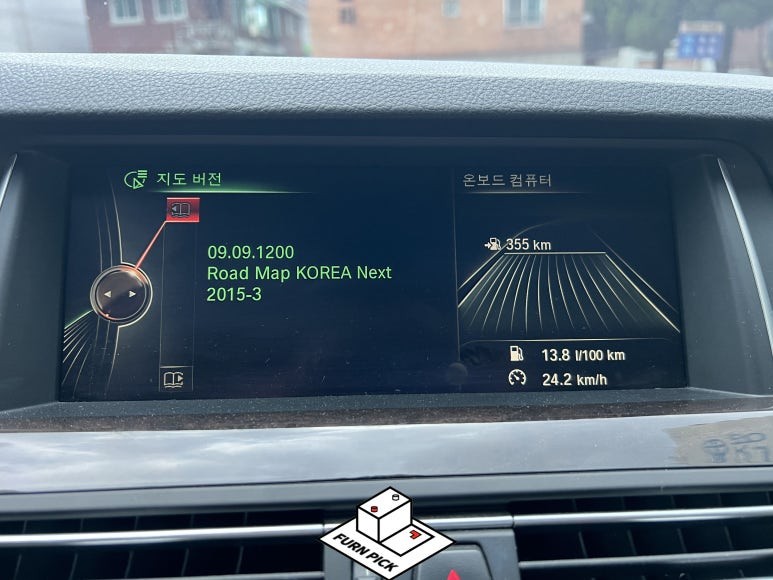 지도 버전
09.09.1200
Road Map KOREA Next
2015-3
온보드 컴퓨터
355 km
13.8 l/100 km
24.2 km/h
FURN PICK